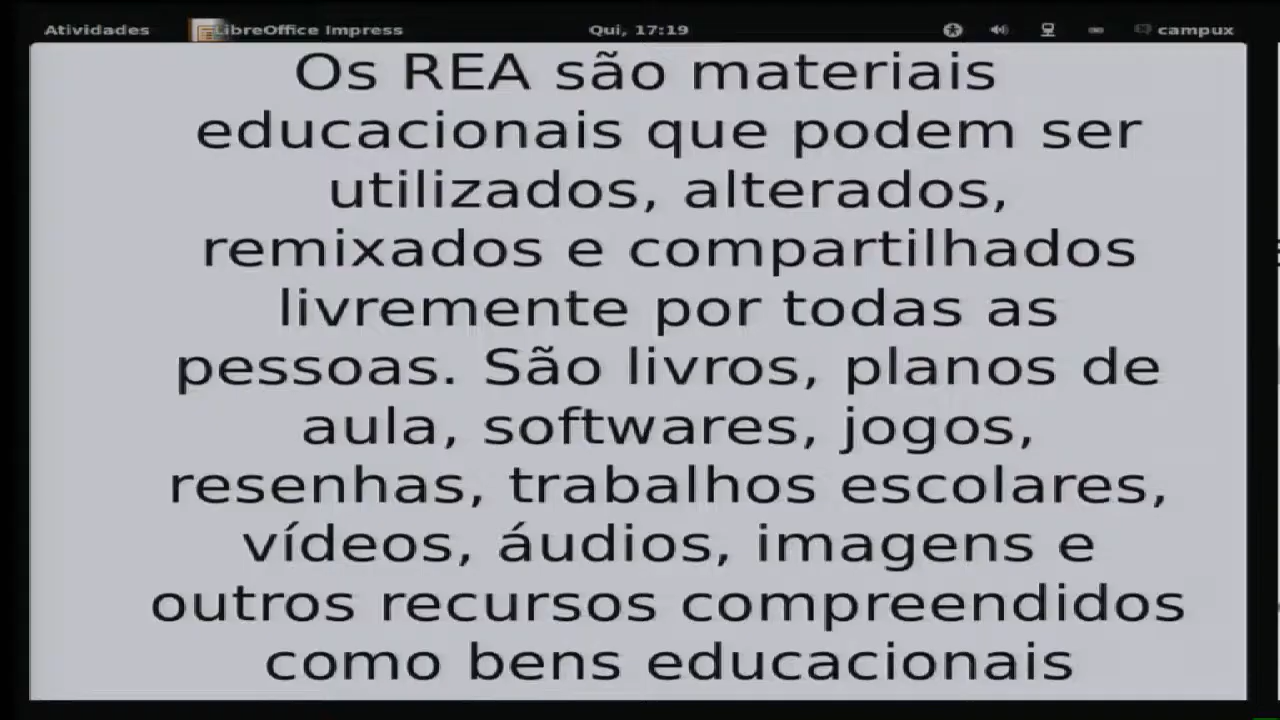 Atividades LibreOffice Impress Qui, 17:19 campux
Os REA são materiais
educacionais que podem ser
utilizados, alterados,
remixados e compartilhados
livremente por todas as
pessoas. São livros, planos de
aula, softwares, jogos,
resenhas, trabalhos escolares,
vídeos, áudios, imagens e
outros recursos compreendidos
como bens educacionais